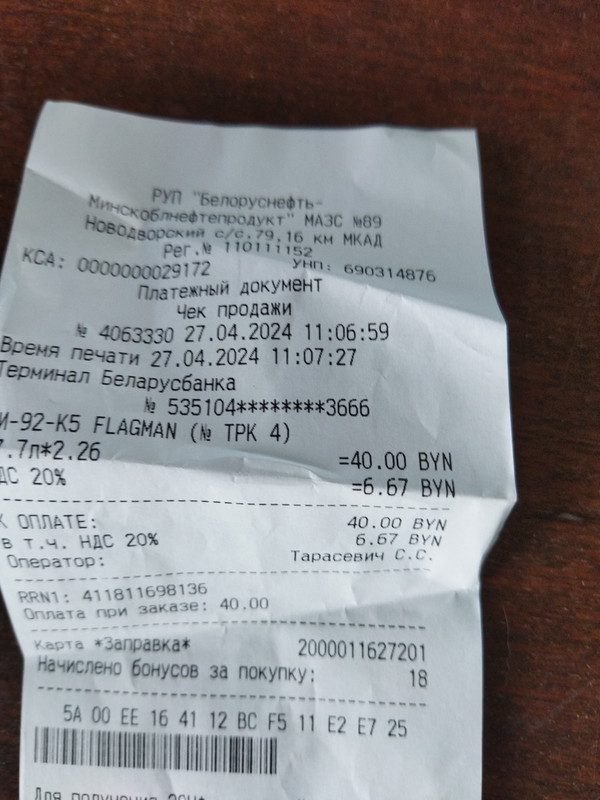 РУП "Белоруснефть-
Минскоблнефтепродукт" МАЗС №89
Новодворский с/с.79,16 км МКАД
Рег.№ 110111152
КСА: 0000000029172 УНП: 690314876
Платежный документ
Чек продажи
№ 4063330 27.04.2024 11:06:59
Время печати 27.04.2024 11:07:27
Терминал Беларусбанка
№ 535104********3666
И-92-К5 FLAGMAN (№ ТРК 4)
7.7л*2.26 =40.00 BYN
ДС 20% =6.67 BYN
К ОПЛАТЕ: 40.00 BYN
в т.ч. НДС 20% 6.67 BYN
Оператор: Тарасевич С.С.
RRN1: 411811698136
Оплата при заказе: 40.00
Карта *Заправка* 2000011627201
Начислено бонусов за покупку: 18
5A 00 EE 16 41 12 BC F5 11 E2 E7 25
Для получения